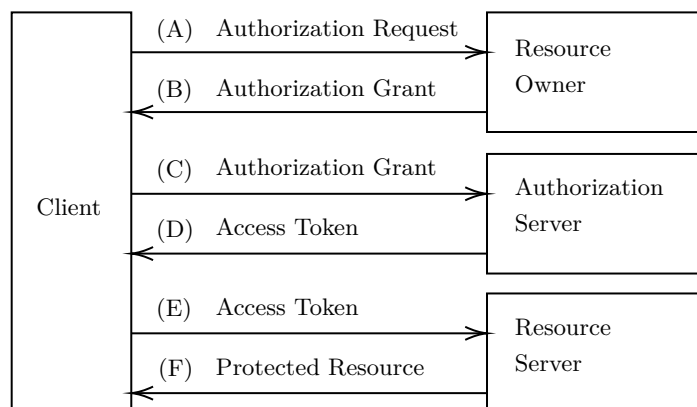 (A) Authorization Request
Resource
Owner
(B) Authorization Grant
(C) Authorization Grant
Authorization
Server
Client
(D) Access Token
(E) Access Token
Resource
Server
(F) Protected Resource